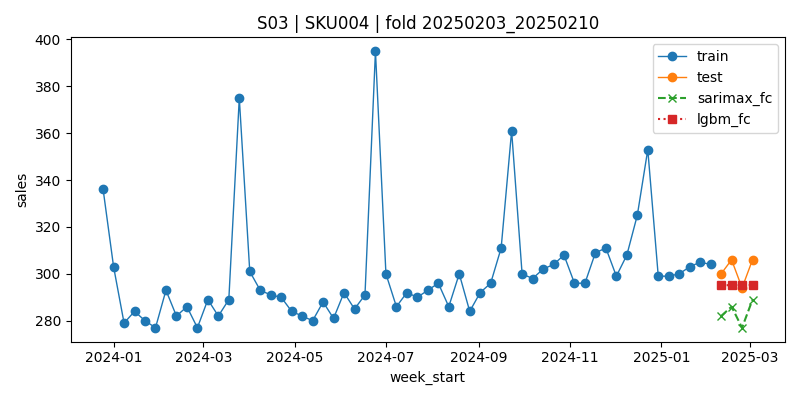 S03 | SKU004 | fold 20250203_20250210
400
380
360
340
320
300
280
sales
train
test
sarimax_fc
lgbm_fc
2024-01 2024-03 2024-05 2024-07 2024-09 2024-11 2025-01 2025-03
week_start